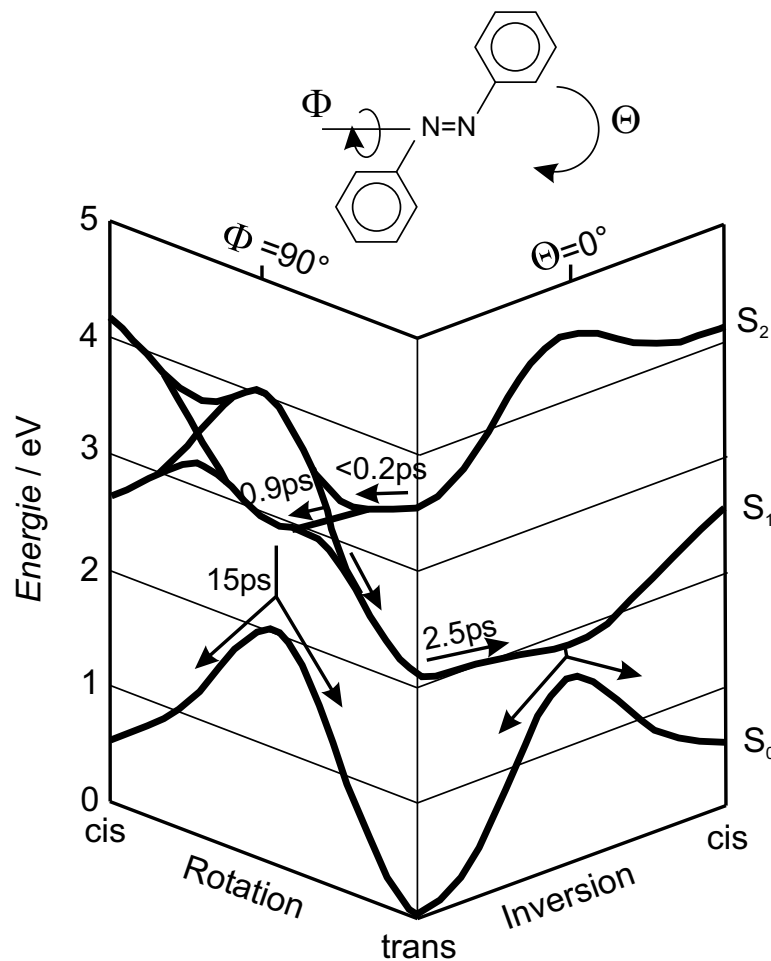 Φ
N=N
Θ
Φ =90°
Θ=0°
5
4
3
2
1
0
Energie / eV
S₂
S₁
S₀
<0.2ps
0.9ps
15ps
2.5ps
cis
cis
Rotation
Inversion
trans